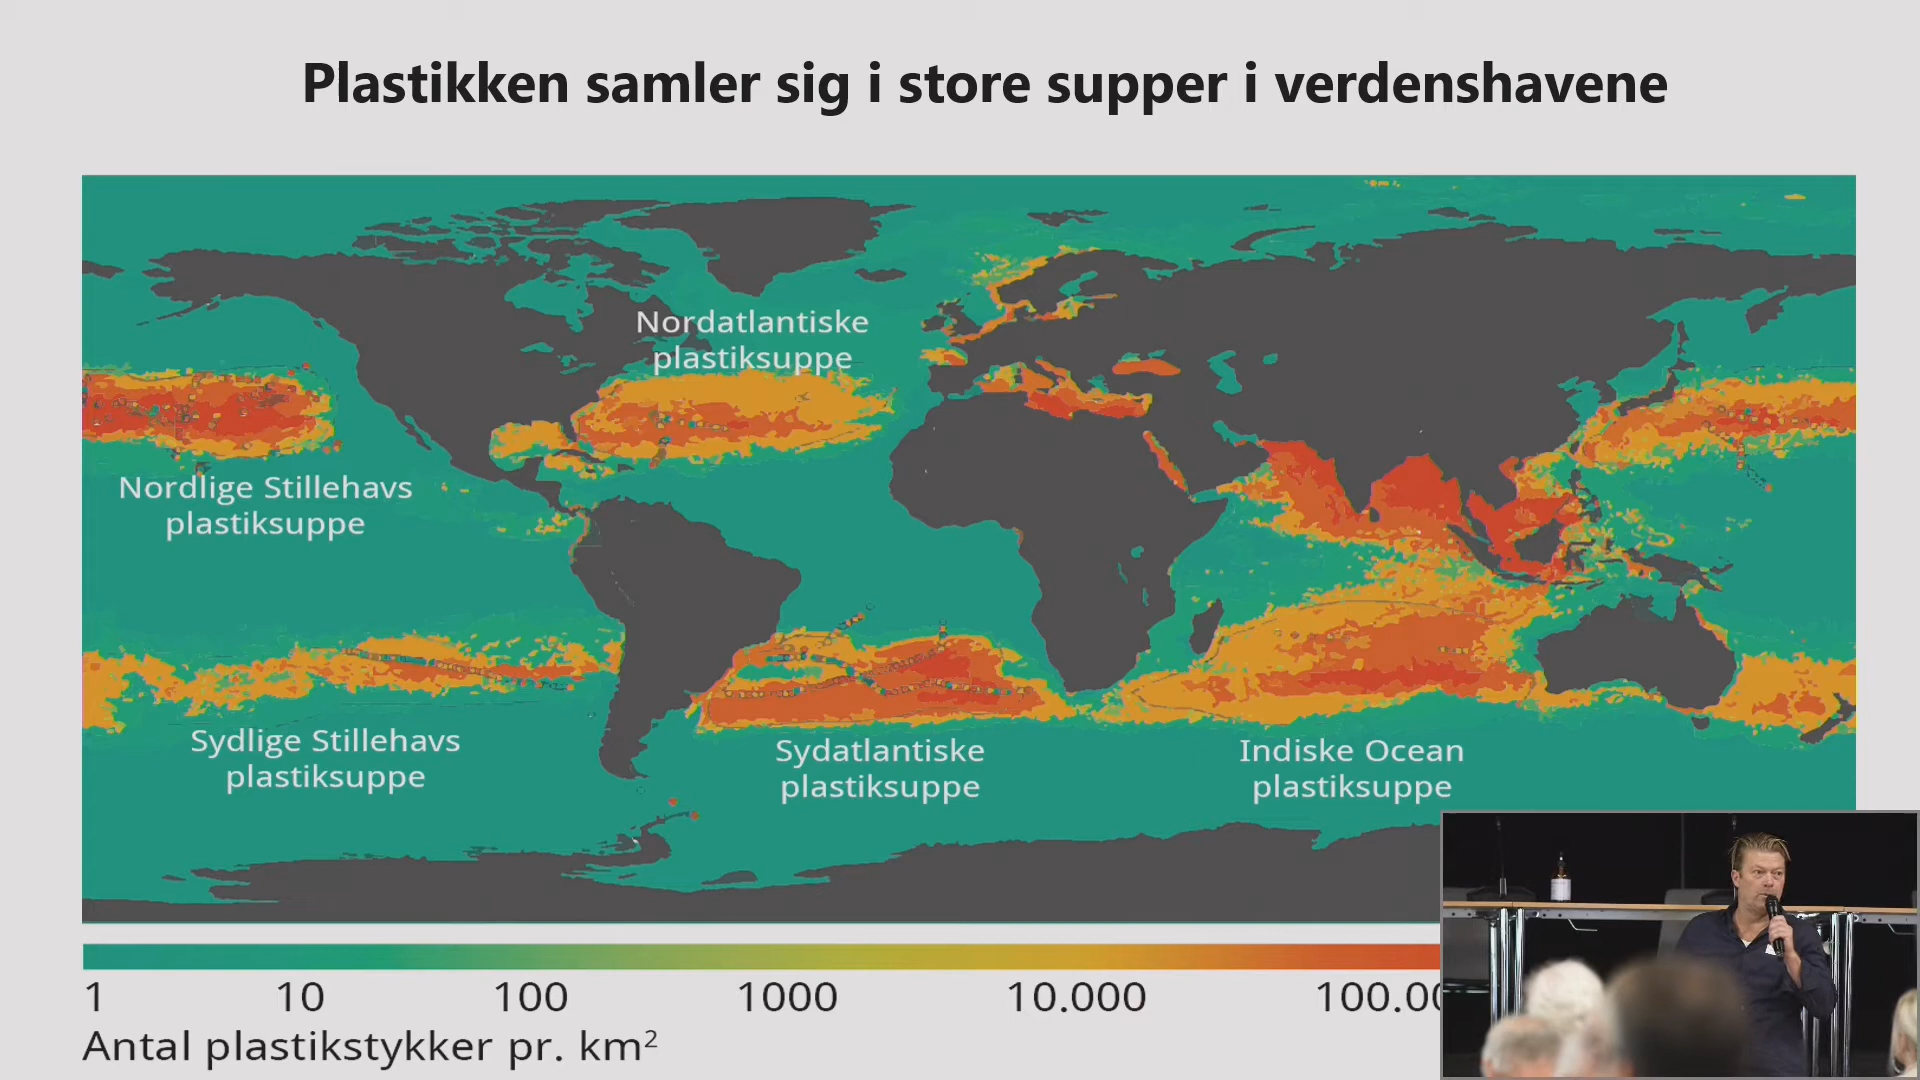 Plastikken samler sig i store supper i verdenshavene
Nordatlantiske
plastiksuppe
Nordlige Stillehavs
plastiksuppe
Sydlige Stillehavs
plastiksuppe
Sydatlantiske
plastiksuppe
Indiske Ocean
plastiksuppe
1 10 100 1000 10.000
Antal plastikstykker pr. km²